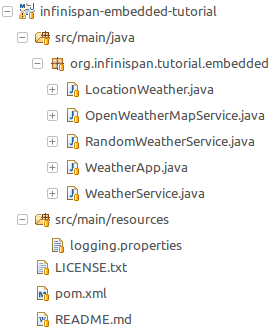 infinispan-embedded-tutorial
src/main/java
org.infinispan.tutorial.embedded
LocationWeather.java
OpenWeatherMapService.java
RandomWeatherService.java
WeatherApp.java
WeatherService.java
src/main/resources
logging.properties
LICENSE.txt
pom.xml
README.md